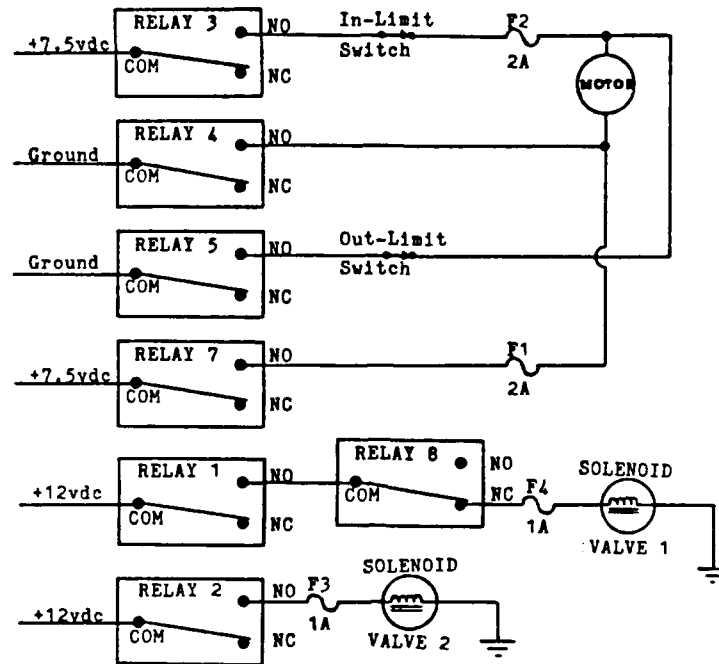 RELAY 3
NO
In-Limit
Switch
F2
2A
+7.5vdc
COM
NC
MOTOR
RELAY 4
NO
Ground
COM
NC
RELAY 5
NO
Out-Limit
Switch
Ground
COM
NC
RELAY 7
NO
F1
2A
+7.5vdc
COM
NC
RELAY 1
NO
+12vdc
COM
NC
RELAY 8
NO
COM
NC
F4
1A
SOLENOID
VALVE 1
RELAY 2
NO
F3
1A
SOLENOID
VALVE 2
+12vdc
COM
NC